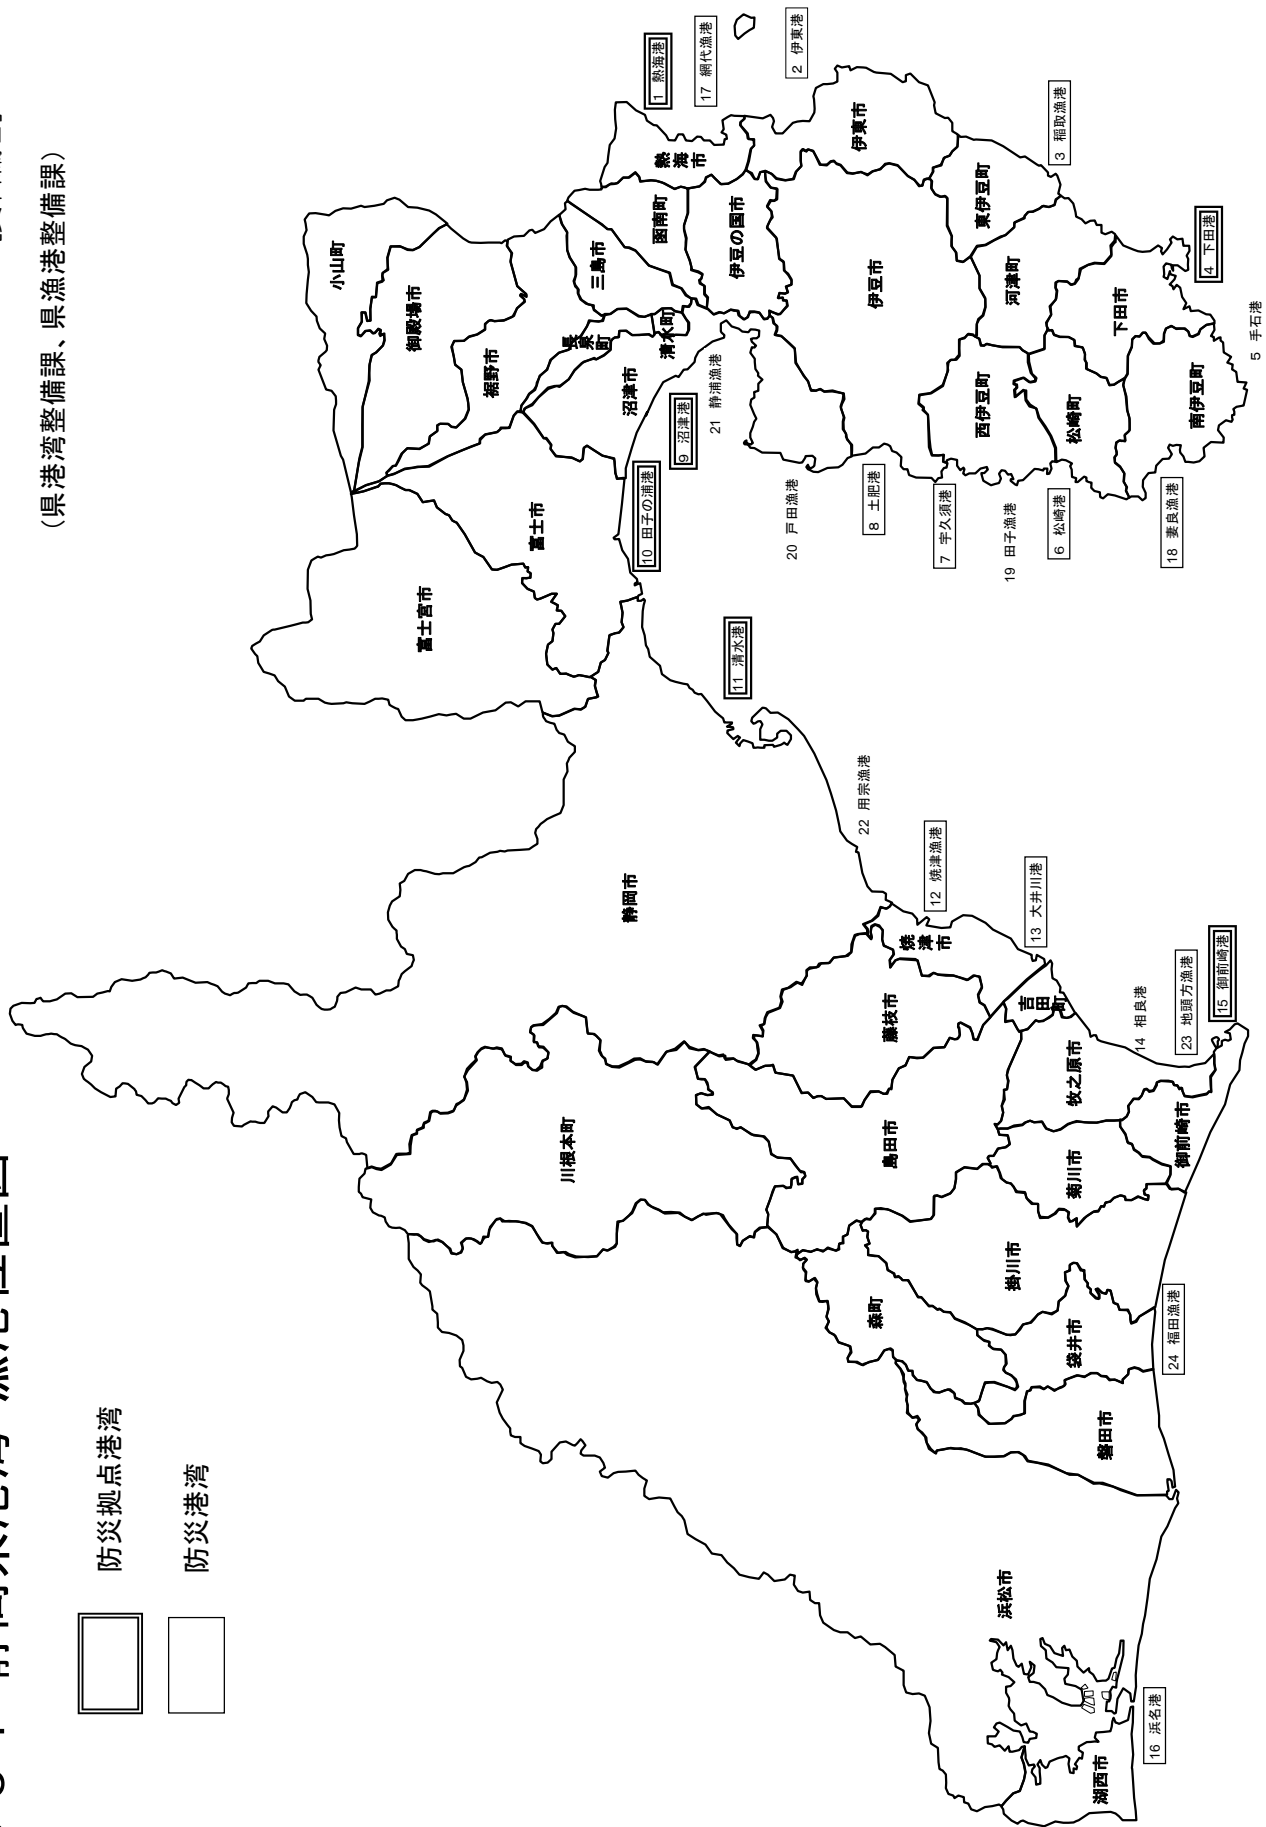 静岡県港湾・漁港位置図
（県港湾整備課、県漁港整備課）
防災拠点港湾
防災港湾
小山町
御殿場市
裾野市
長泉町
三島市
函南町
熱海市
清水町
沼津市
伊豆の国市
伊東市
伊豆市
東伊豆町
河津町
西伊豆町
松崎町
下田市
南伊豆町
富士宮市
富士市
静岡市
川根本町
藤枝市
焼津市
島田市
吉田町
牧之原市
御前崎市
菊川市
掛川市
森町
袋井市
磐田市
浜松市
湖西市
1 熱海港
2 伊東港
3 稲取漁港
4 下田港
5 手石港
6 松崎港
7 宇久須港
8 土肥港
9 沼津港
10 田子の浦港
11 清水港
12 焼津漁港
13 大井川港
14 相良港
15 御前崎港
16 浜名港
17 網代漁港
18 妻良漁港
19 田子漁港
20 戸田漁港
21 静浦漁港
22 用宗漁港
23 地頭方漁港
24 福田漁港